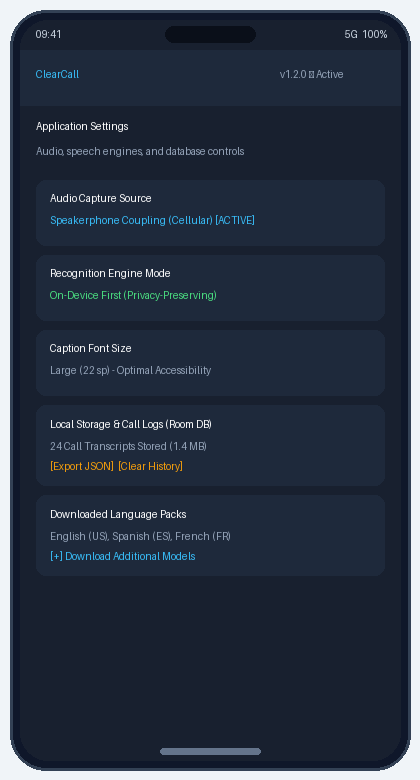 09:41 5G 100%
ClearCall v1.2.0 Active
Application Settings
Audio, speech engines, and database controls
Audio Capture Source
Speakerphone Coupling (Cellular) [ACTIVE]
Recognition Engine Mode
On-Device First (Privacy-Preserving)
Caption Font Size
Large (22 sp) - Optimal Accessibility
Local Storage & Call Logs (Room DB)
24 Call Transcripts Stored (1.4 MB)
[Export JSON] [Clear History]
Downloaded Language Packs
English (US), Spanish (ES), French (FR)
[+] Download Additional Models